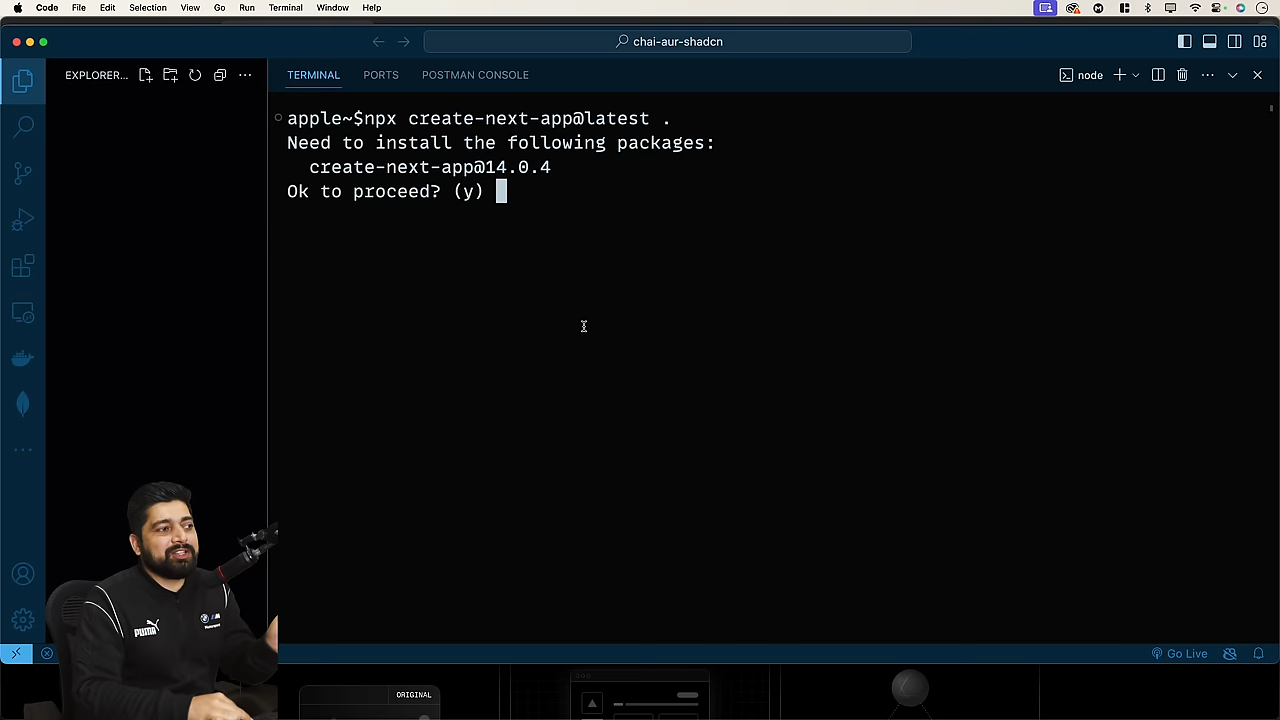 Code File Edit Selection View Go Run Terminal Window Help
chai-aur-shadcn
EXPLORER...
TERMINAL PORTS POSTMAN CONSOLE
node
apple~$npx create-next-app@latest .
Need to install the following packages:
create-next-app@14.0.4
Ok to proceed? (y)
PUMA
Go Live
ORIGINAL